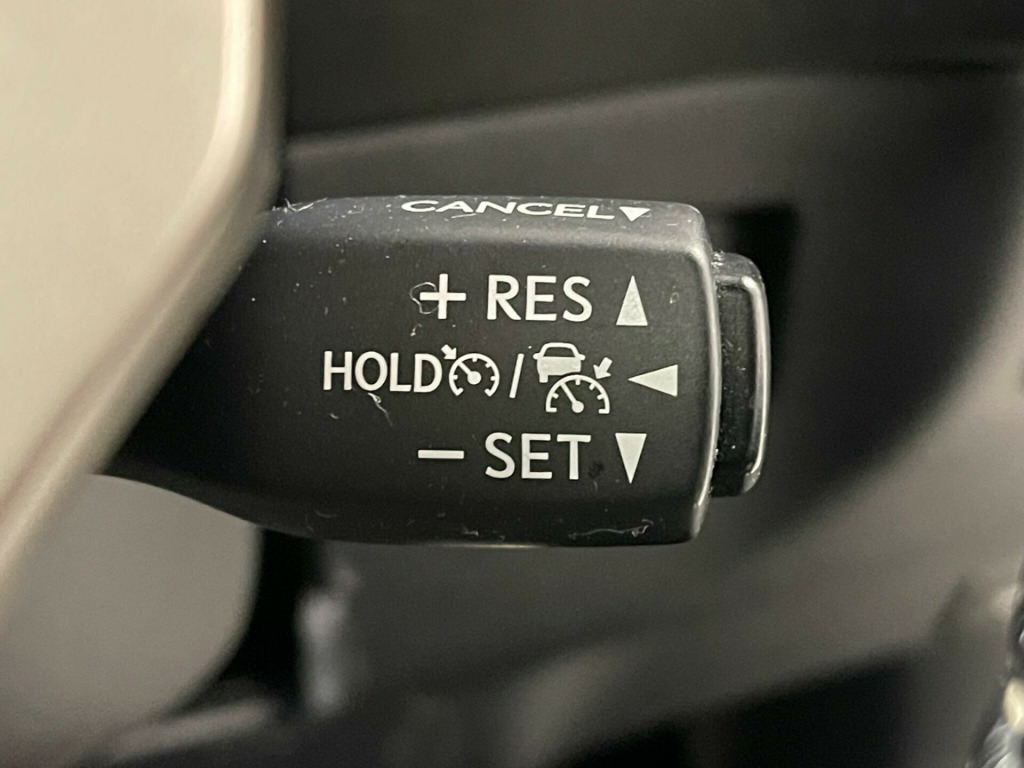 CANCEL▼
+ RES ▲
HOLD / ◀
− SET ▼